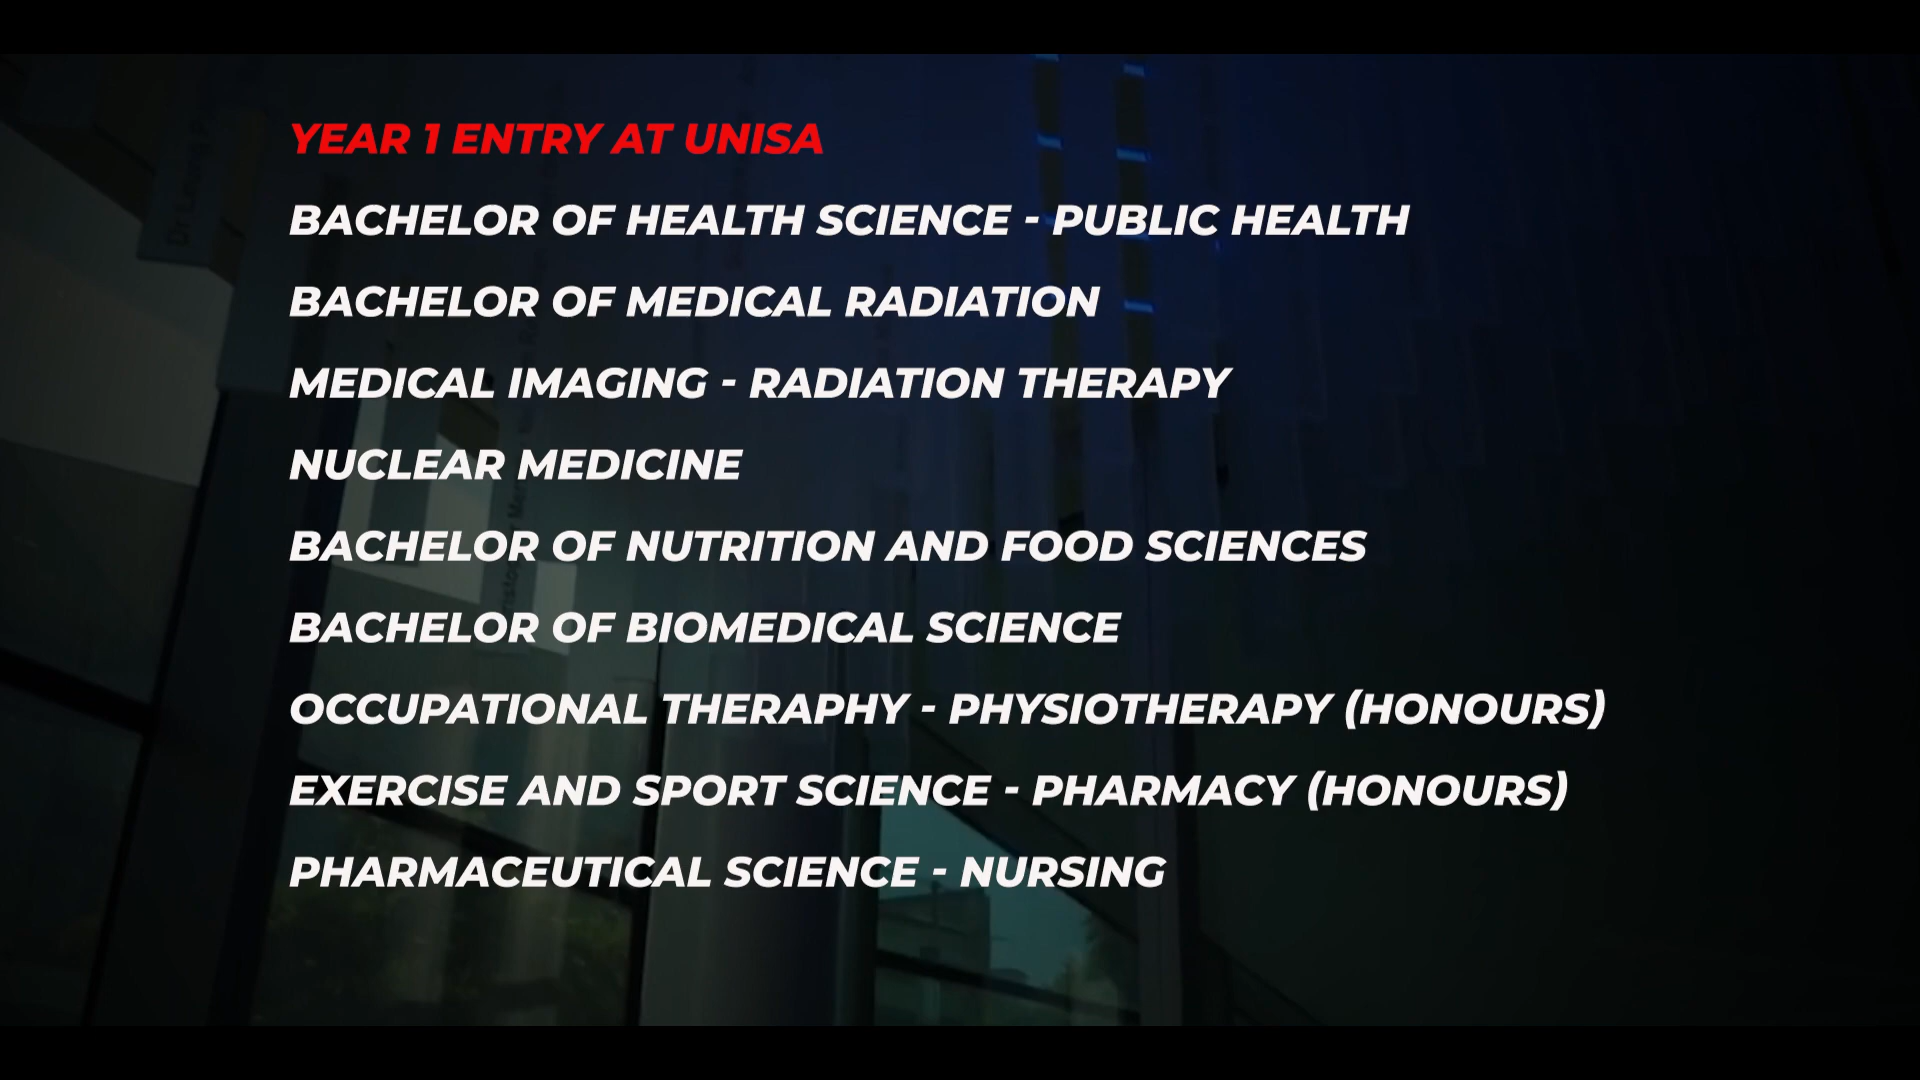 YEAR 1 ENTRY AT UNISA
BACHELOR OF HEALTH SCIENCE - PUBLIC HEALTH
BACHELOR OF MEDICAL RADIATION
MEDICAL IMAGING - RADIATION THERAPY
NUCLEAR MEDICINE
BACHELOR OF NUTRITION AND FOOD SCIENCES
BACHELOR OF BIOMEDICAL SCIENCE
OCCUPATIONAL THERAPHY - PHYSIOTHERAPY (HONOURS)
EXERCISE AND SPORT SCIENCE - PHARMACY (HONOURS)
PHARMACEUTICAL SCIENCE - NURSING